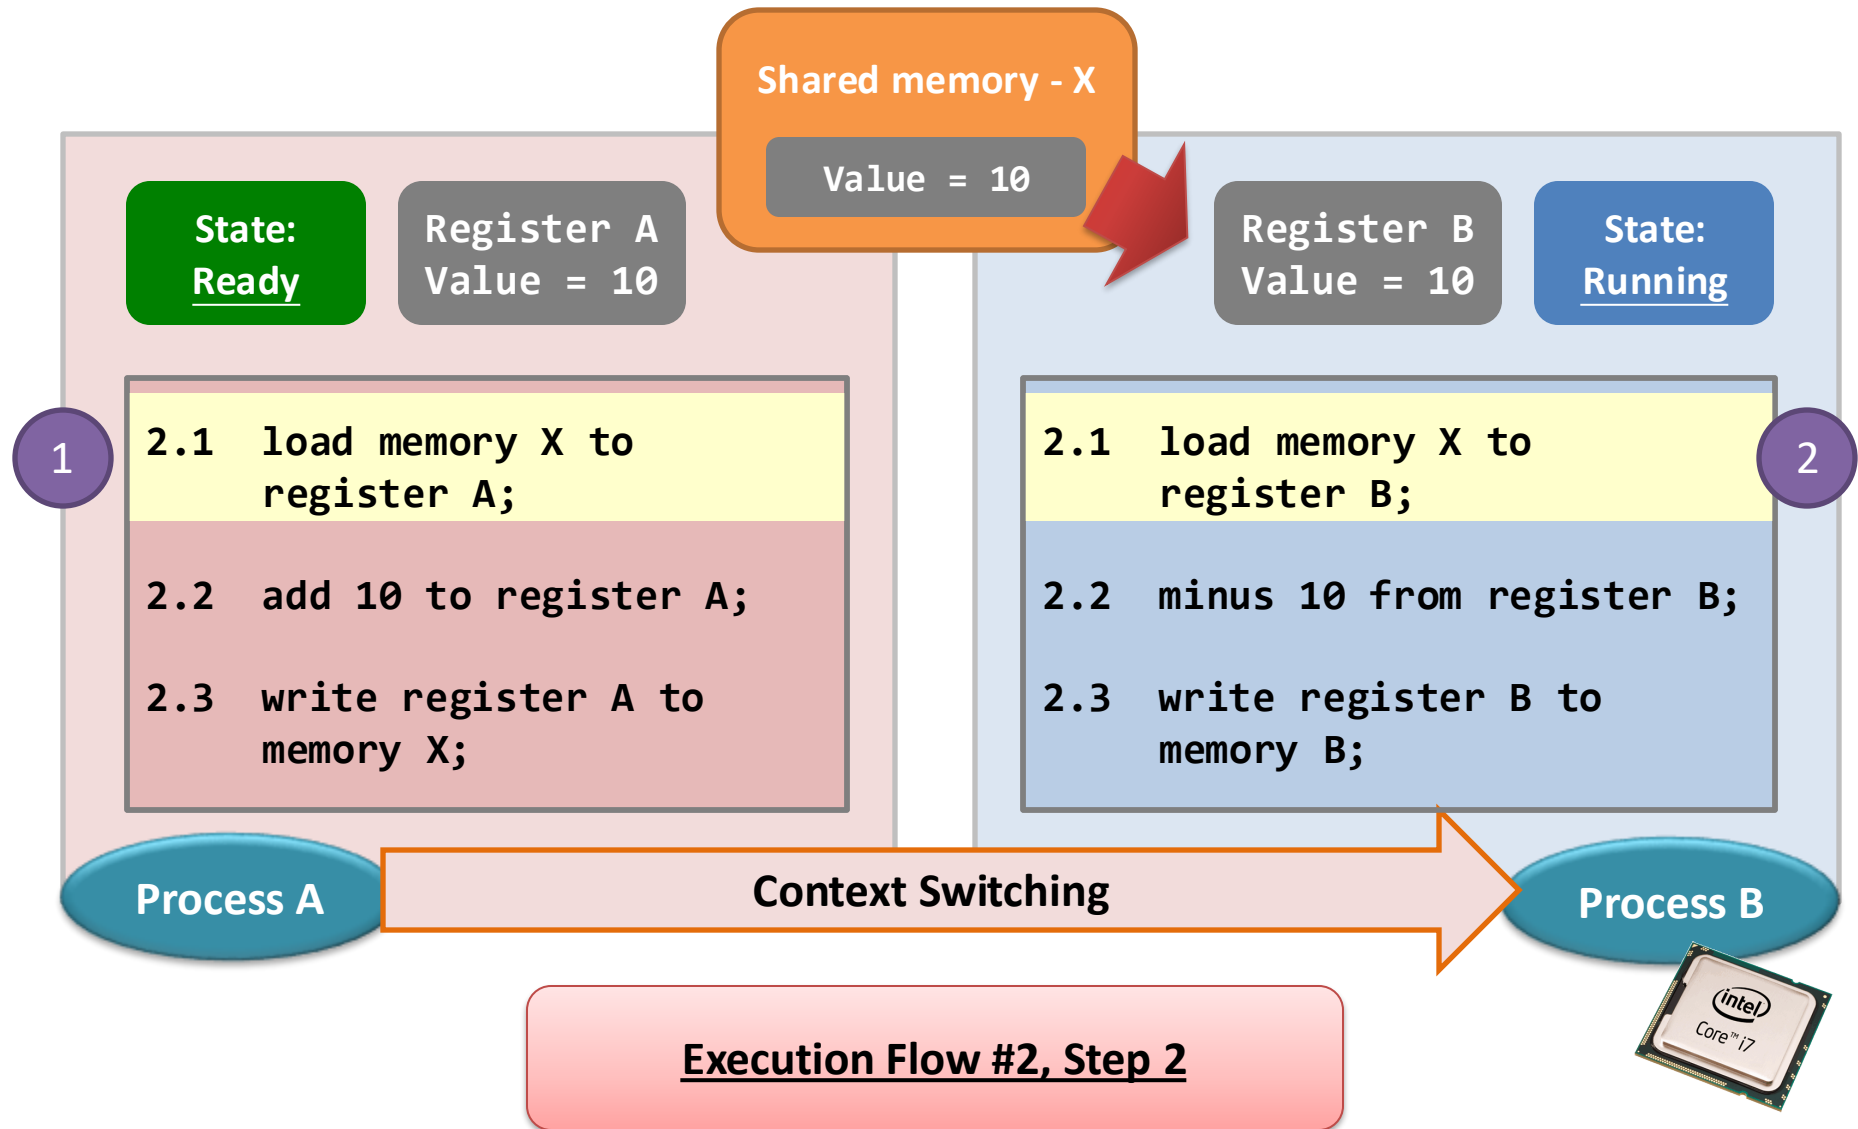 Shared memory - X
Value = 10
State:
Ready
Register A
Value = 10
Register B
Value = 10
State:
Running
1
2.1 load memory X to
register A;
2.2 add 10 to register A;
2.3 write register A to
memory X;
2.1 load memory X to
register B;
2.2 minus 10 from register B;
2.3 write register B to
memory B;
2
Process A
Context Switching
Process B
intel
Core™ i7
Execution Flow #2, Step 2